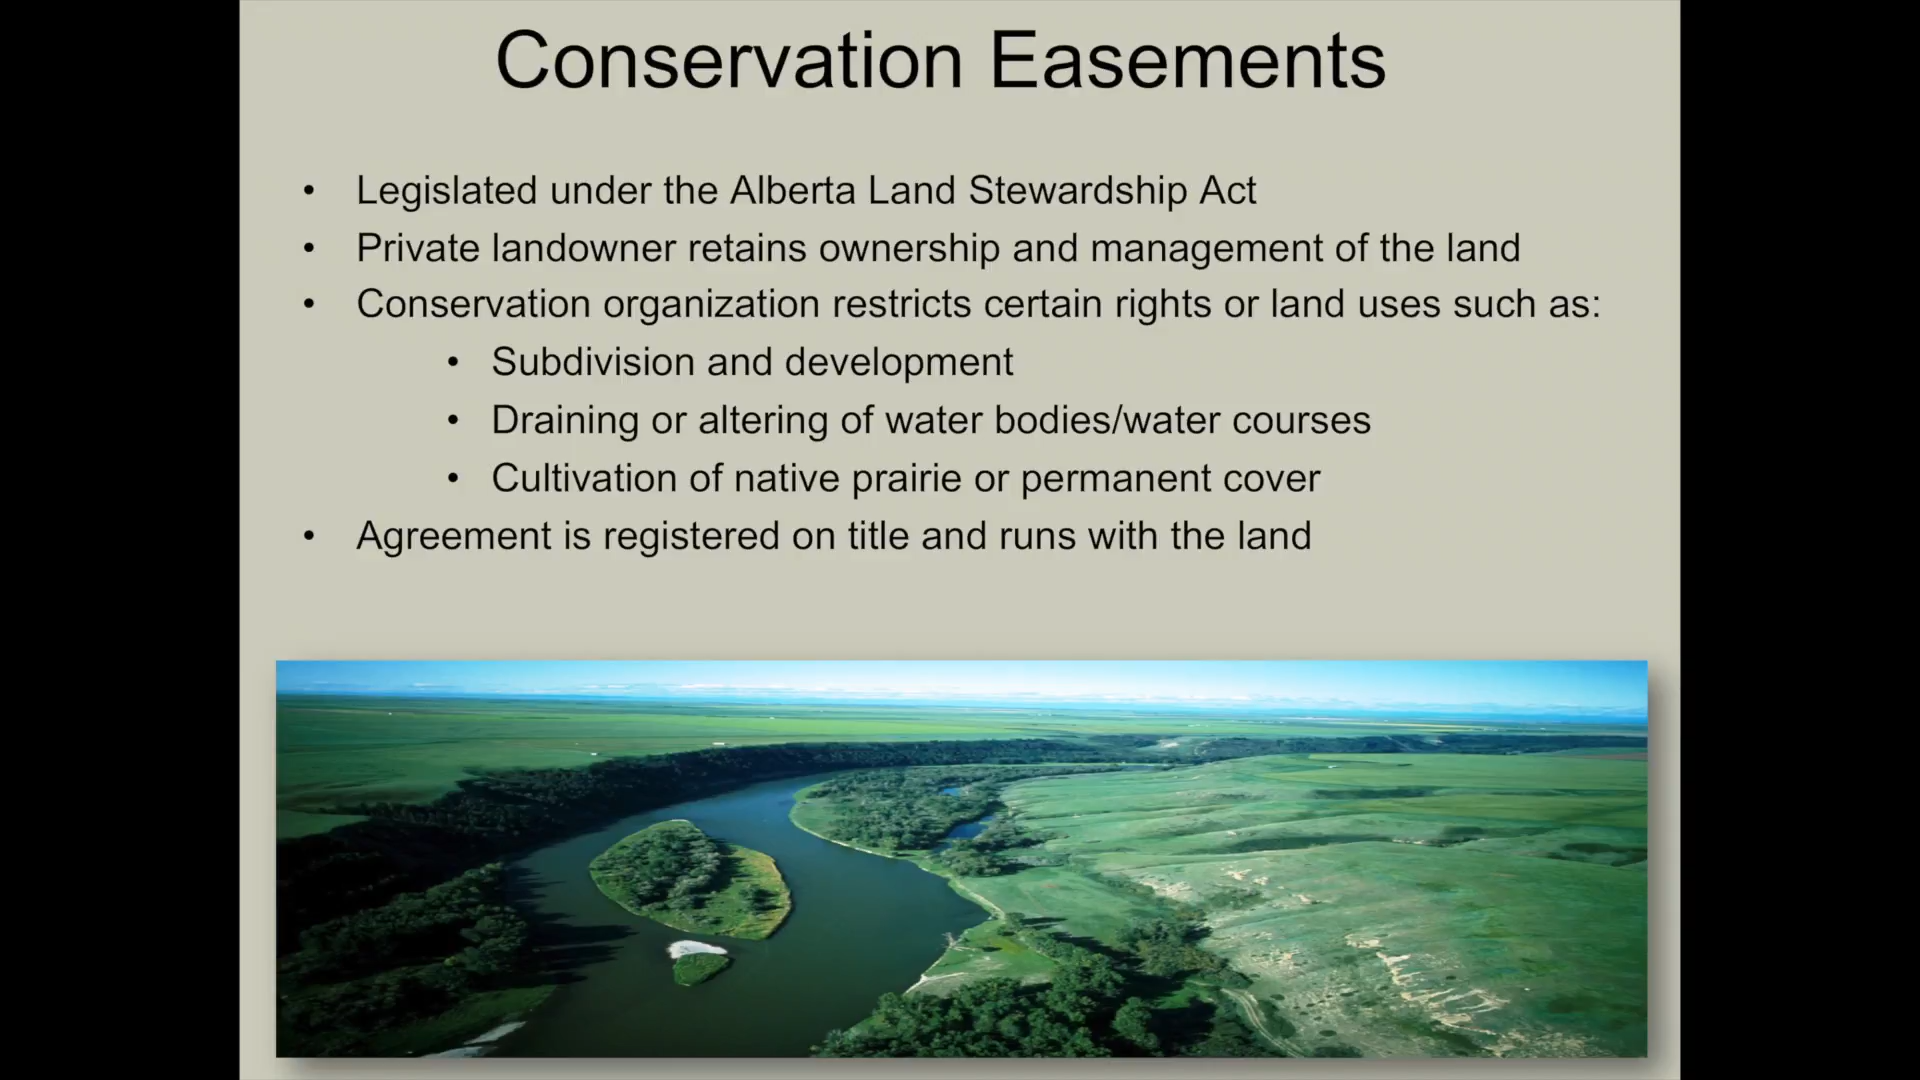 Conservation Easements
• Legislated under the Alberta Land Stewardship Act
• Private landowner retains ownership and management of the land
• Conservation organization restricts certain rights or land uses such as:
• Subdivision and development
• Draining or altering of water bodies/water courses
• Cultivation of native prairie or permanent cover
• Agreement is registered on title and runs with the land